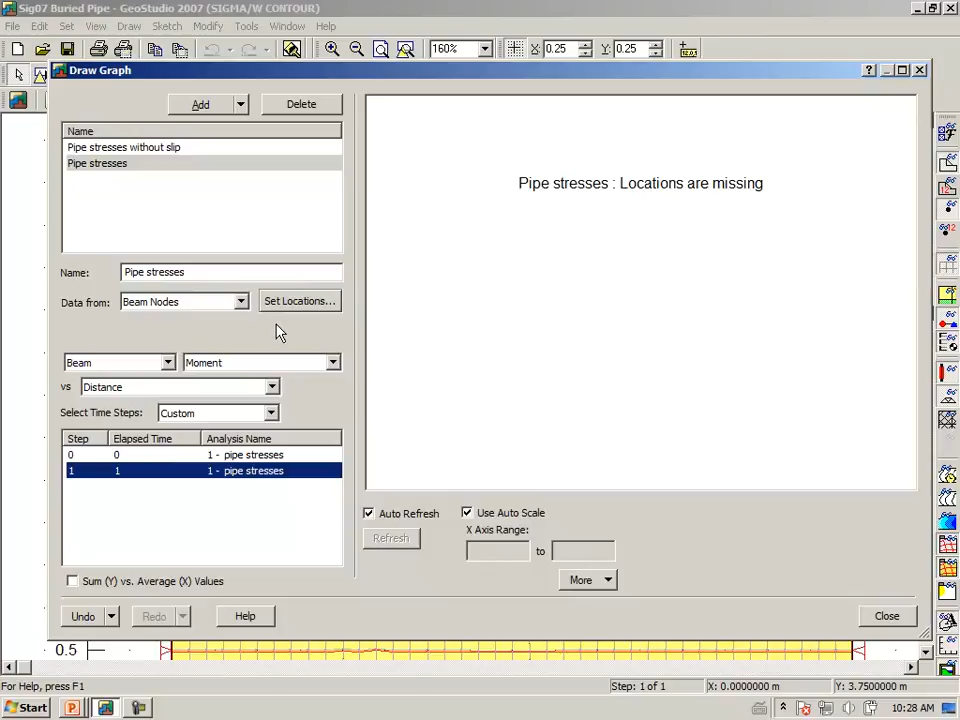 Sig07 Buried Pipe - GeoStudio 2007 (SIGMA/W CONTOUR)
File Edit Set View Draw Sketch Modify Tools Window Help
160% X: 0.25 Y: 0.25
Draw Graph
Add Delete
Name
Pipe stresses without slip
Pipe stresses
Pipe stresses : Locations are missing
Name: Pipe stresses
Data from: Beam Nodes Set Locations...
Beam Moment
vs Distance
Select Time Steps: Custom
Step Elapsed Time Analysis Name
0 0 1 - pipe stresses
1 1 1 - pipe stresses
Auto Refresh Use Auto Scale
X Axis Range:
Refresh to
More
Sum (Y) vs. Average (X) Values
Undo Redo Help Close
0.5
For Help, press F1 Step: 1 of 1 X: 0.0000000 m Y: 3.7500000 m
Start 10:28 AM